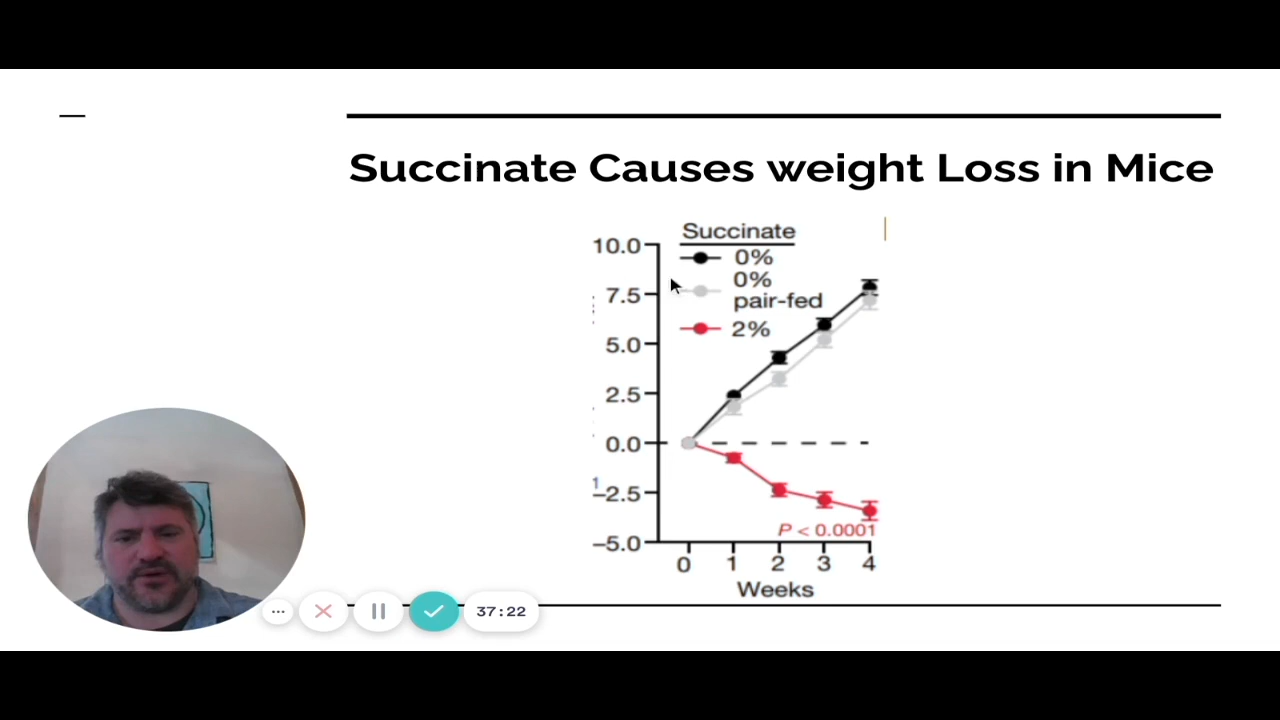 Succinate Causes weight Loss in Mice
Succinate
0%
0%
pair-fed
2%
10.0
7.5
5.0
2.5
0.0
–2.5
–5.0
P < 0.0001
0 1 2 3 4
Weeks
37:22